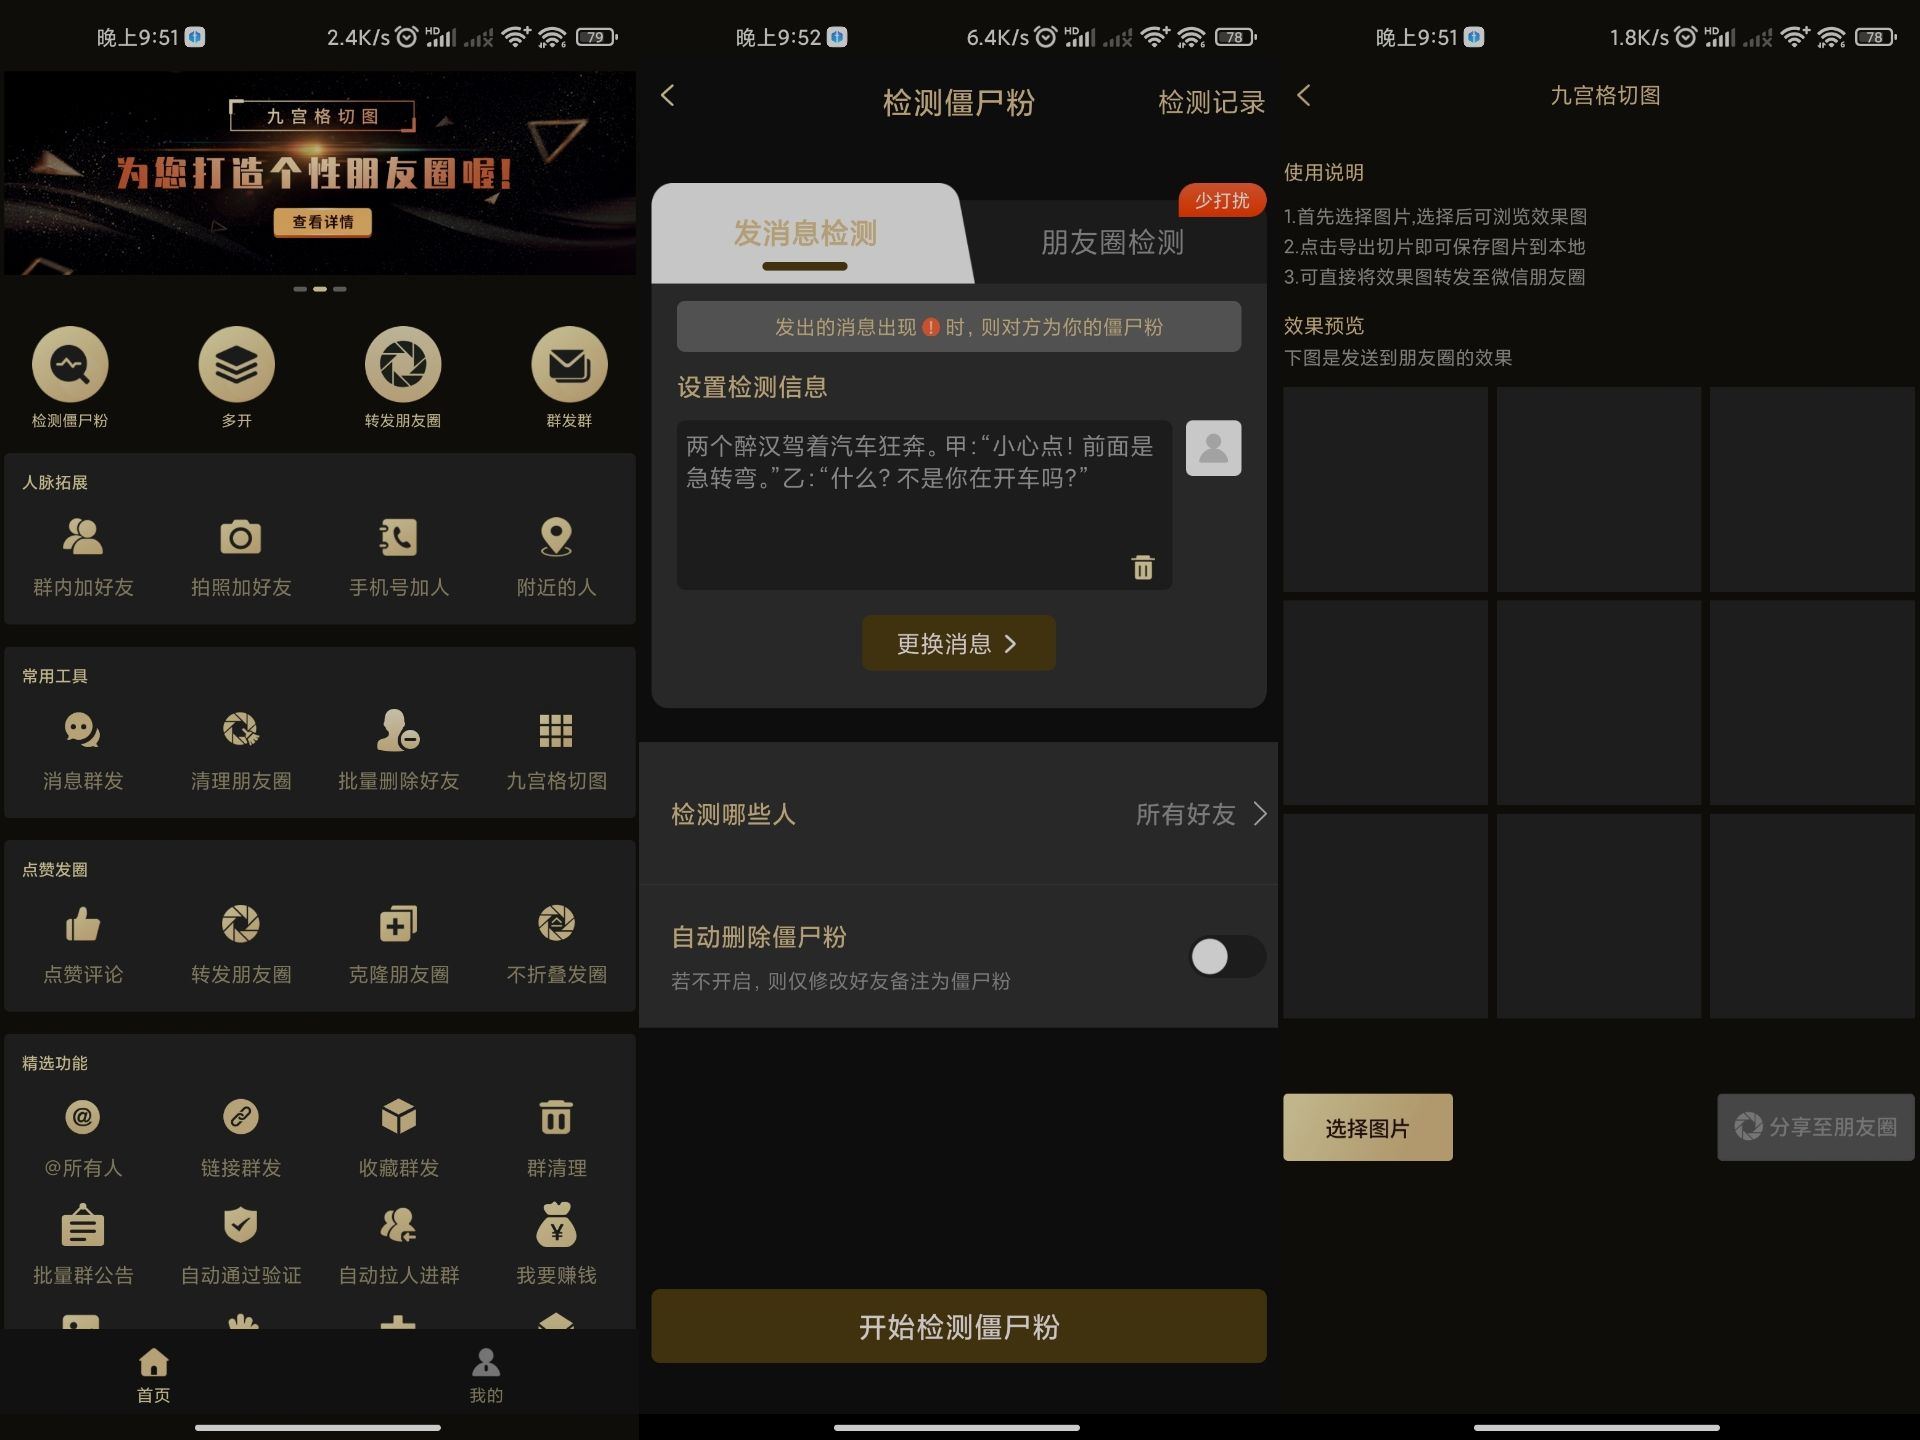 晚上9:51
2.4K/s
HD
6
79
九宫格切图
为您打造个性朋友圈喔!
查看详情
检测僵尸粉
多开
转发朋友圈
群发群
人脉拓展
群内加好友
拍照加好友
手机号加人
附近的人
常用工具
消息群发
清理朋友圈
批量删除好友
九宫格切图
点赞发圈
点赞评论
转发朋友圈
克隆朋友圈
不折叠发圈
精选功能
@所有人
链接群发
收藏群发
群清理
批量群公告
自动通过验证
自动拉人进群
我要赚钱
首页
我的
晚上9:52
6.4K/s
HD
6
78
检测僵尸粉
检测记录
发消息检测
少打扰
朋友圈检测
发出的消息出现!时，则对方为你的僵尸粉
设置检测信息
两个醉汉驾着汽车狂奔。甲:“小心点! 前面是
急转弯。”乙:“什么? 不是你在开车吗?”
更换消息
检测哪些人
所有好友
自动删除僵尸粉
若不开启，则仅修改好友备注为僵尸粉
开始检测僵尸粉
晚上9:51
1.8K/s
HD
6
78
九宫格切图
使用说明
1.首先选择图片,选择后可浏览效果图
2.点击导出切片即可保存图片到本地
3.可直接将效果图转发至微信朋友圈
效果预览
下图是发送到朋友圈的效果
选择图片
分享至朋友圈